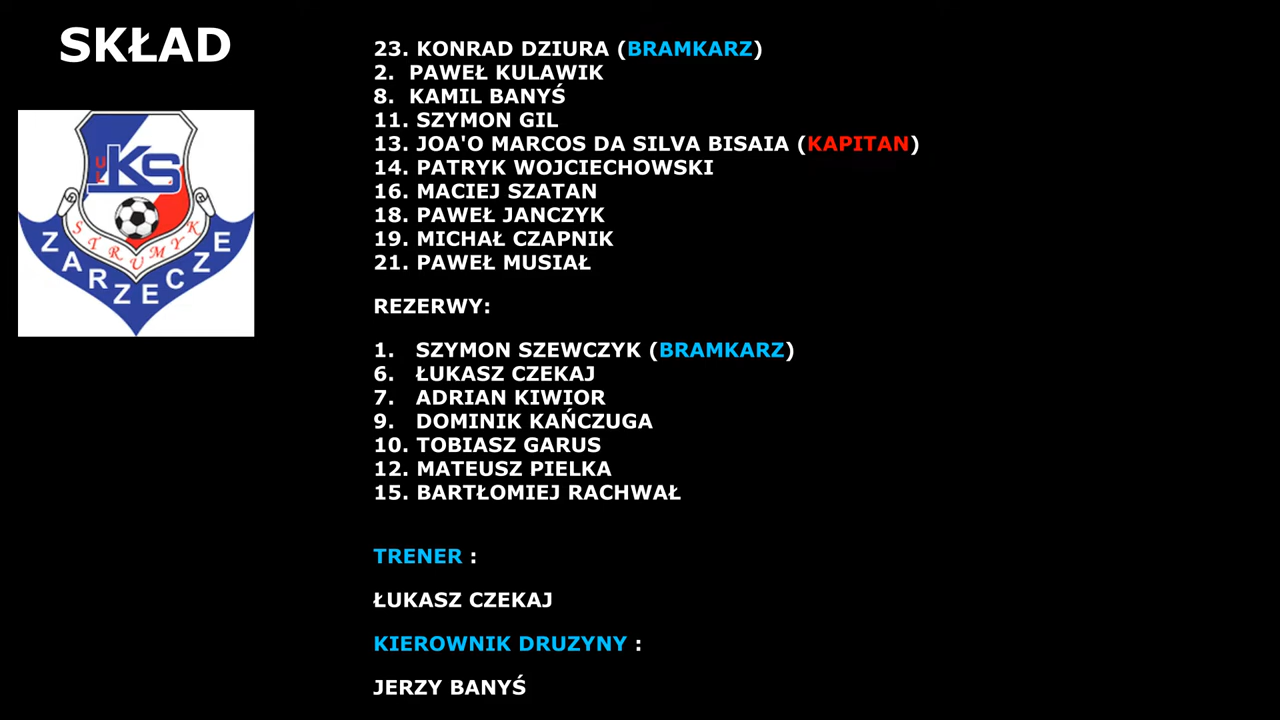 SKŁAD
UKS
STRUMYK
ZARZECZE
23. KONRAD DZIURA (BRAMKARZ)
2. PAWEŁ KULAWIK
8. KAMIL BANYŚ
11. SZYMON GIL
13. JOA'O MARCOS DA SILVA BISAIA (KAPITAN)
14. PATRYK WOJCIECHOWSKI
16. MACIEJ SZATAN
18. PAWEŁ JANCZYK
19. MICHAŁ CZAPNIK
21. PAWEŁ MUSIAŁ
REZERWY:
1. SZYMON SZEWCZYK (BRAMKARZ)
6. ŁUKASZ CZEKAJ
7. ADRIAN KIWIOR
9. DOMINIK KAŃCZUGA
10. TOBIASZ GARUS
12. MATEUSZ PIELKA
15. BARTŁOMIEJ RACHWAŁ
TRENER :
ŁUKASZ CZEKAJ
KIEROWNIK DRUZYNY :
JERZY BANYŚ